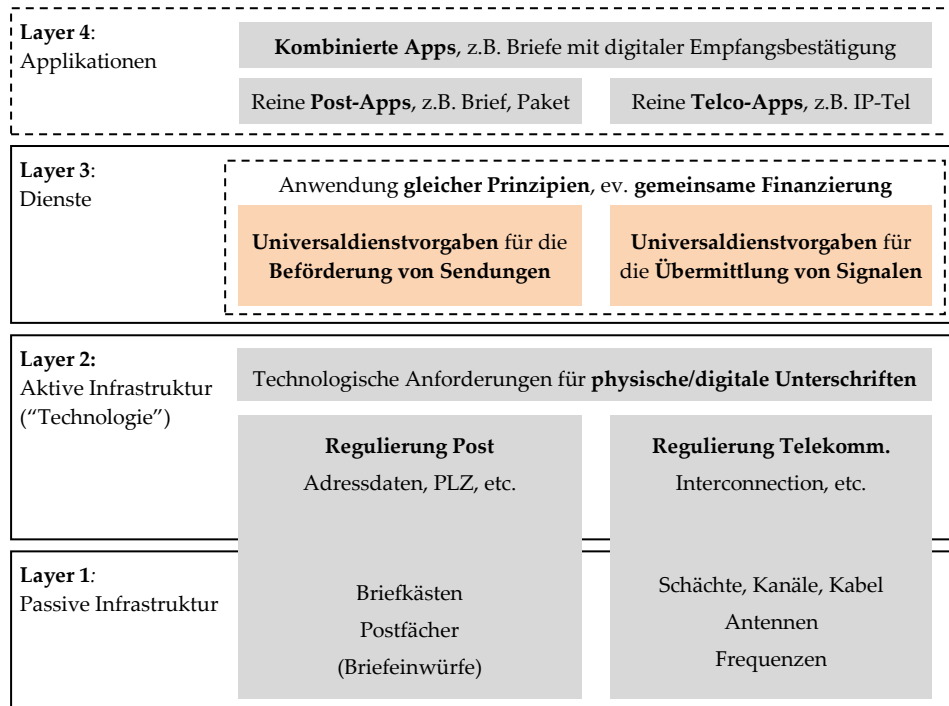 Layer 4:
Applikationen
Kombinierte Apps, z.B. Briefe mit digitaler Empfangsbestätigung
Reine Post-Apps, z.B. Brief, Paket
Reine Telco-Apps, z.B. IP-Tel
Layer 3:
Dienste
Anwendung gleicher Prinzipien, ev. gemeinsame Finanzierung
Universaldienstvorgaben für die
Beförderung von Sendungen
Universaldienstvorgaben für
die Übermittlung von Signalen
Layer 2:
Aktive Infrastruktur
(“Technologie”)
Technologische Anforderungen für physische/digitale Unterschriften
Regulierung Post
Adressdaten, PLZ, etc.
Regulierung Telekomm.
Interconnection, etc.
Layer 1:
Passive Infrastruktur
Briefkästen
Postfächer
(Briefeinwürfe)
Schächte, Kanäle, Kabel
Antennen
Frequenzen